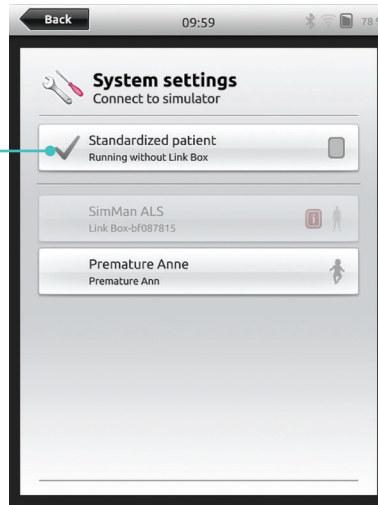 Back
09:59
78
System settings
Connect to simulator
Standardized patient
Running without Link Box
SimMan ALS
Link Box-bf087815
Premature Anne
Premature Ann